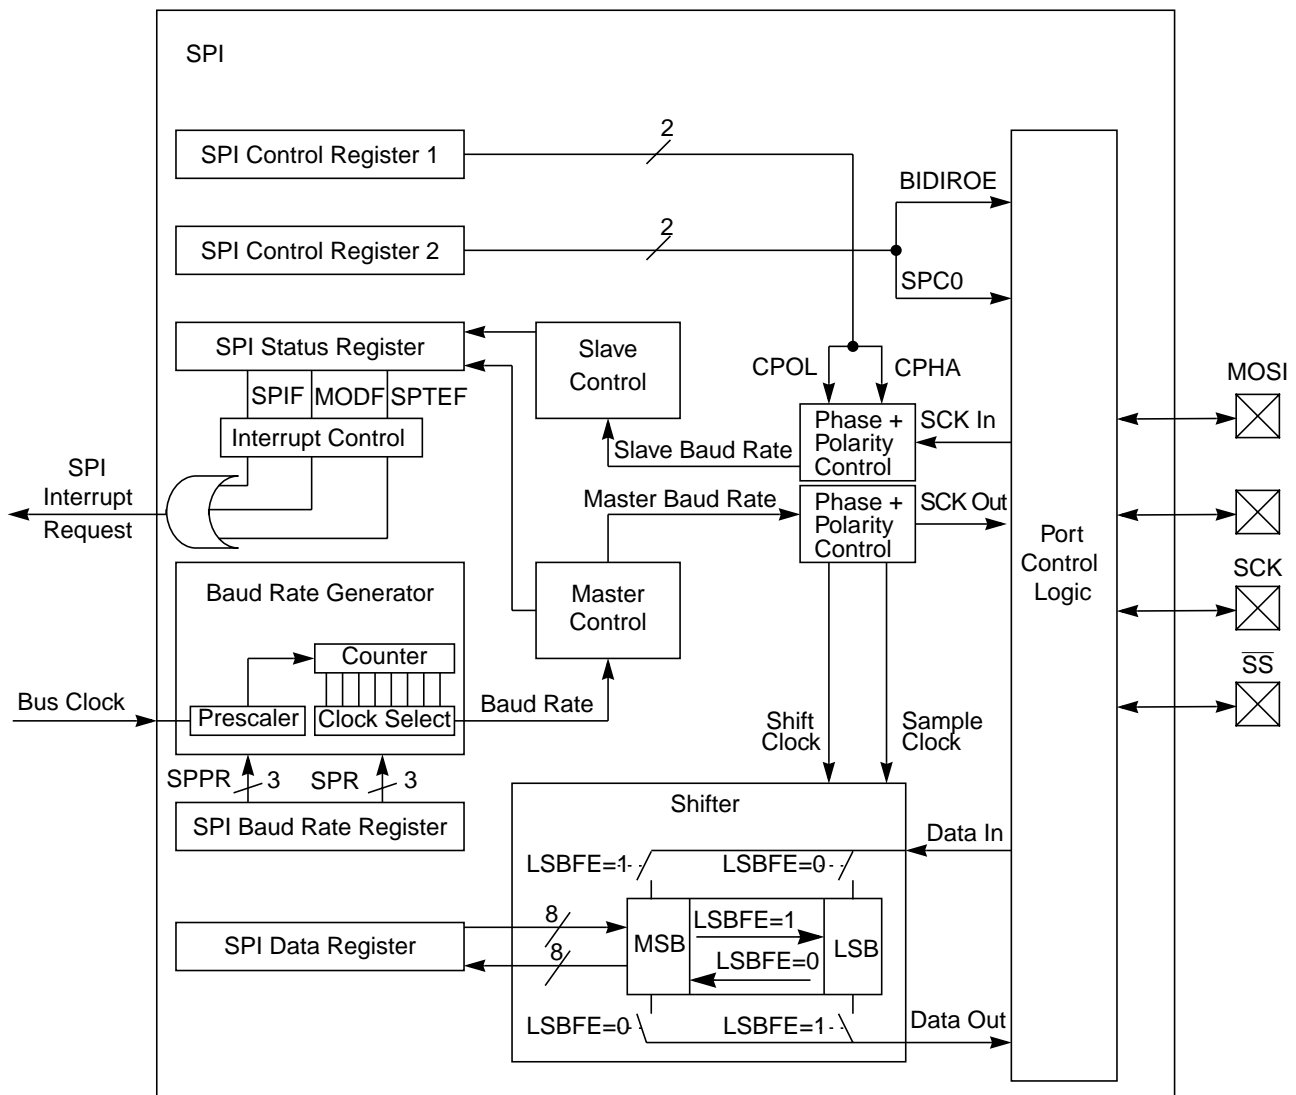 SPI
SPI Control Register 1
2
BIDIROE
SPI Control Register 2
2
SPC0
SPI Status Register
Slave
Control
CPOL
CPHA
MOSI
SPIF
MODF
SPTEF
Interrupt Control
Phase +
Polarity
Control
SCK In
Slave Baud Rate
SPI
Interrupt
Request
Master Baud Rate
Phase +
Polarity
Control
SCK Out
Port
Control
Logic
SCK
Baud Rate Generator
Master
Control
Counter
SS
Bus Clock
Prescaler
Clock Select
Baud Rate
Shift
Clock
Sample
Clock
SPPR
3
SPR
3
SPI Baud Rate Register
Shifter
Data In
LSBFE=1
LSBFE=0
SPI Data Register
8
8
MSB
LSBFE=1
LSBFE=0
LSB
LSBFE=0
LSBFE=1
Data Out